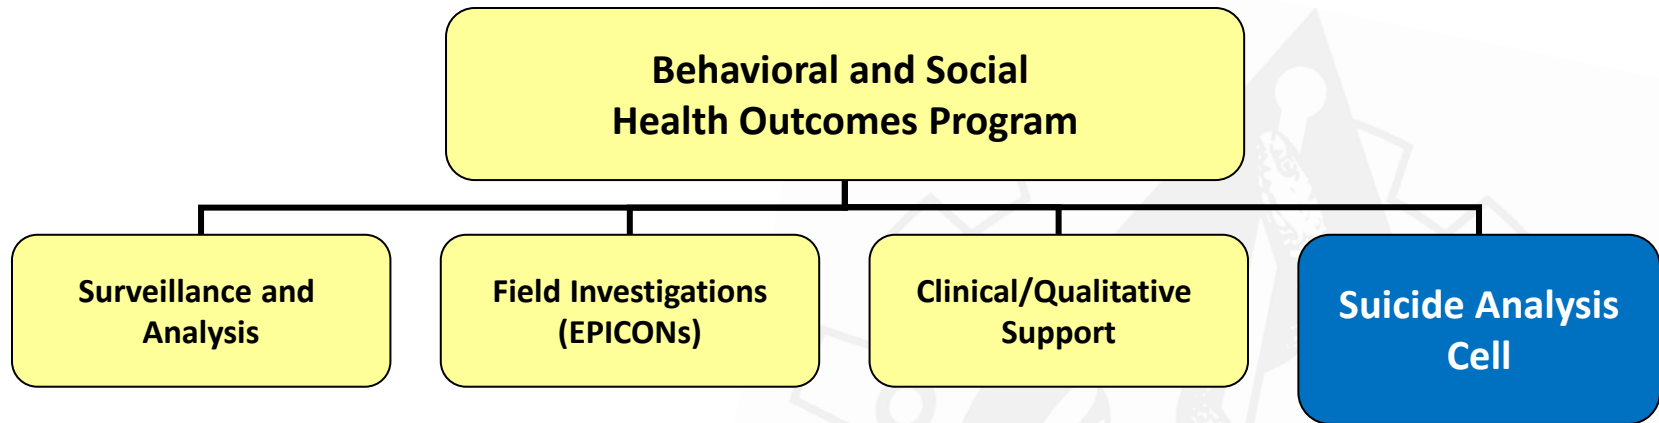 Behavioral and Social
Health Outcomes Program
Surveillance and
Analysis
Field Investigations
(EPICONs)
Clinical/Qualitative
Support
Suicide Analysis
Cell